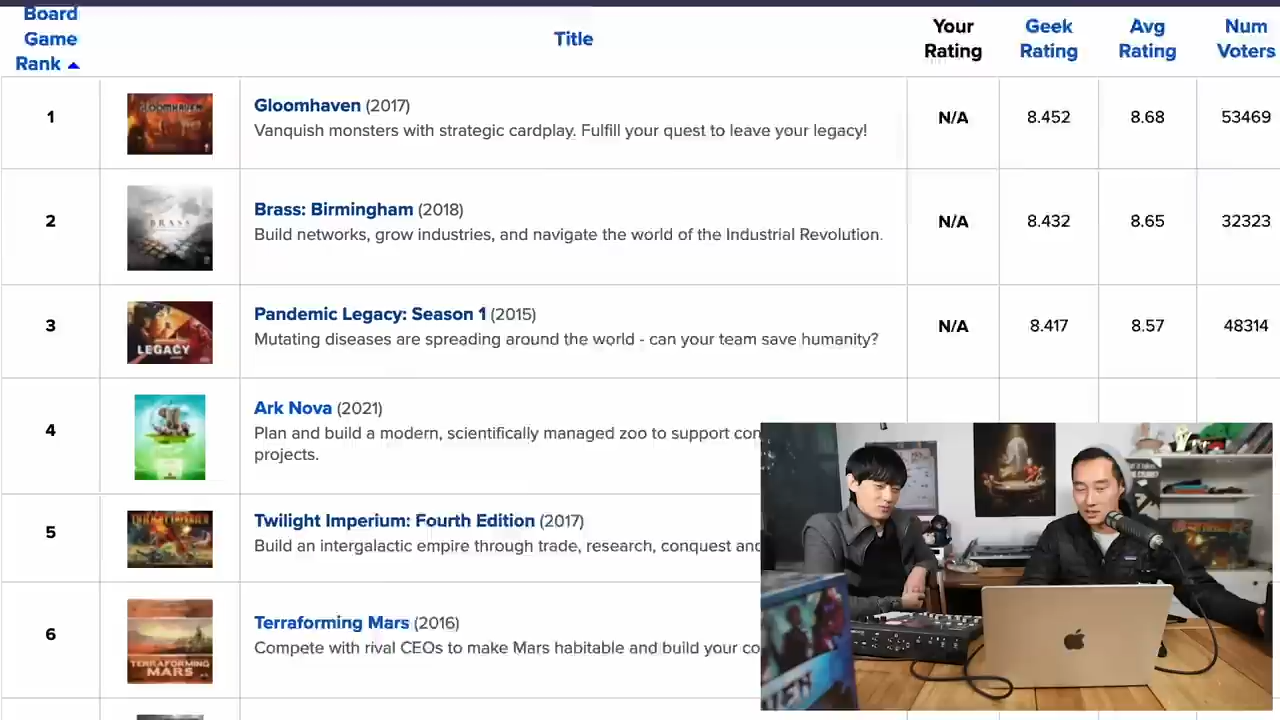 Board
Game
Rank
Title
Your
Rating
Geek
Rating
Avg
Rating
Num
Voters
1
GLOOMHAVEN
Gloomhaven (2017)
Vanquish monsters with strategic cardplay. Fulfill your quest to leave your legacy!
N/A
8.452
8.68
53469
2
BRASS
Brass: Birmingham (2018)
Build networks, grow industries, and navigate the world of the Industrial Revolution.
N/A
8.432
8.65
32323
3
LEGACY
Pandemic Legacy: Season 1 (2015)
Mutating diseases are spreading around the world - can your team save humanity?
N/A
8.417
8.57
48314
4
Ark Nova (2021)
Plan and build a modern, scientifically managed zoo to support con
projects.
5
TWILIGHT IMPERIUM
Twilight Imperium: Fourth Edition (2017)
Build an intergalactic empire through trade, research, conquest and
6
TERRAFORMING
MARS
Terraforming Mars (2016)
Compete with rival CEOs to make Mars habitable and build your co